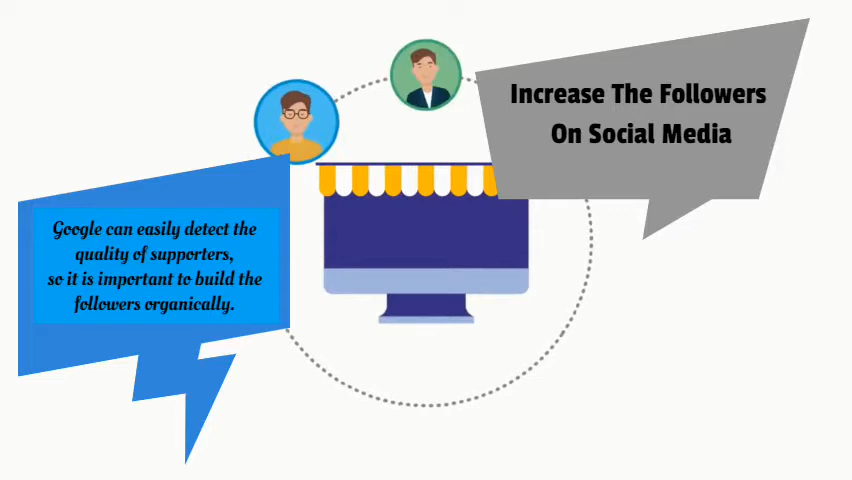 Increase The Followers
On Social Media
Google can easily detect the
quality of supporters,
so it is important to build the
followers organically.